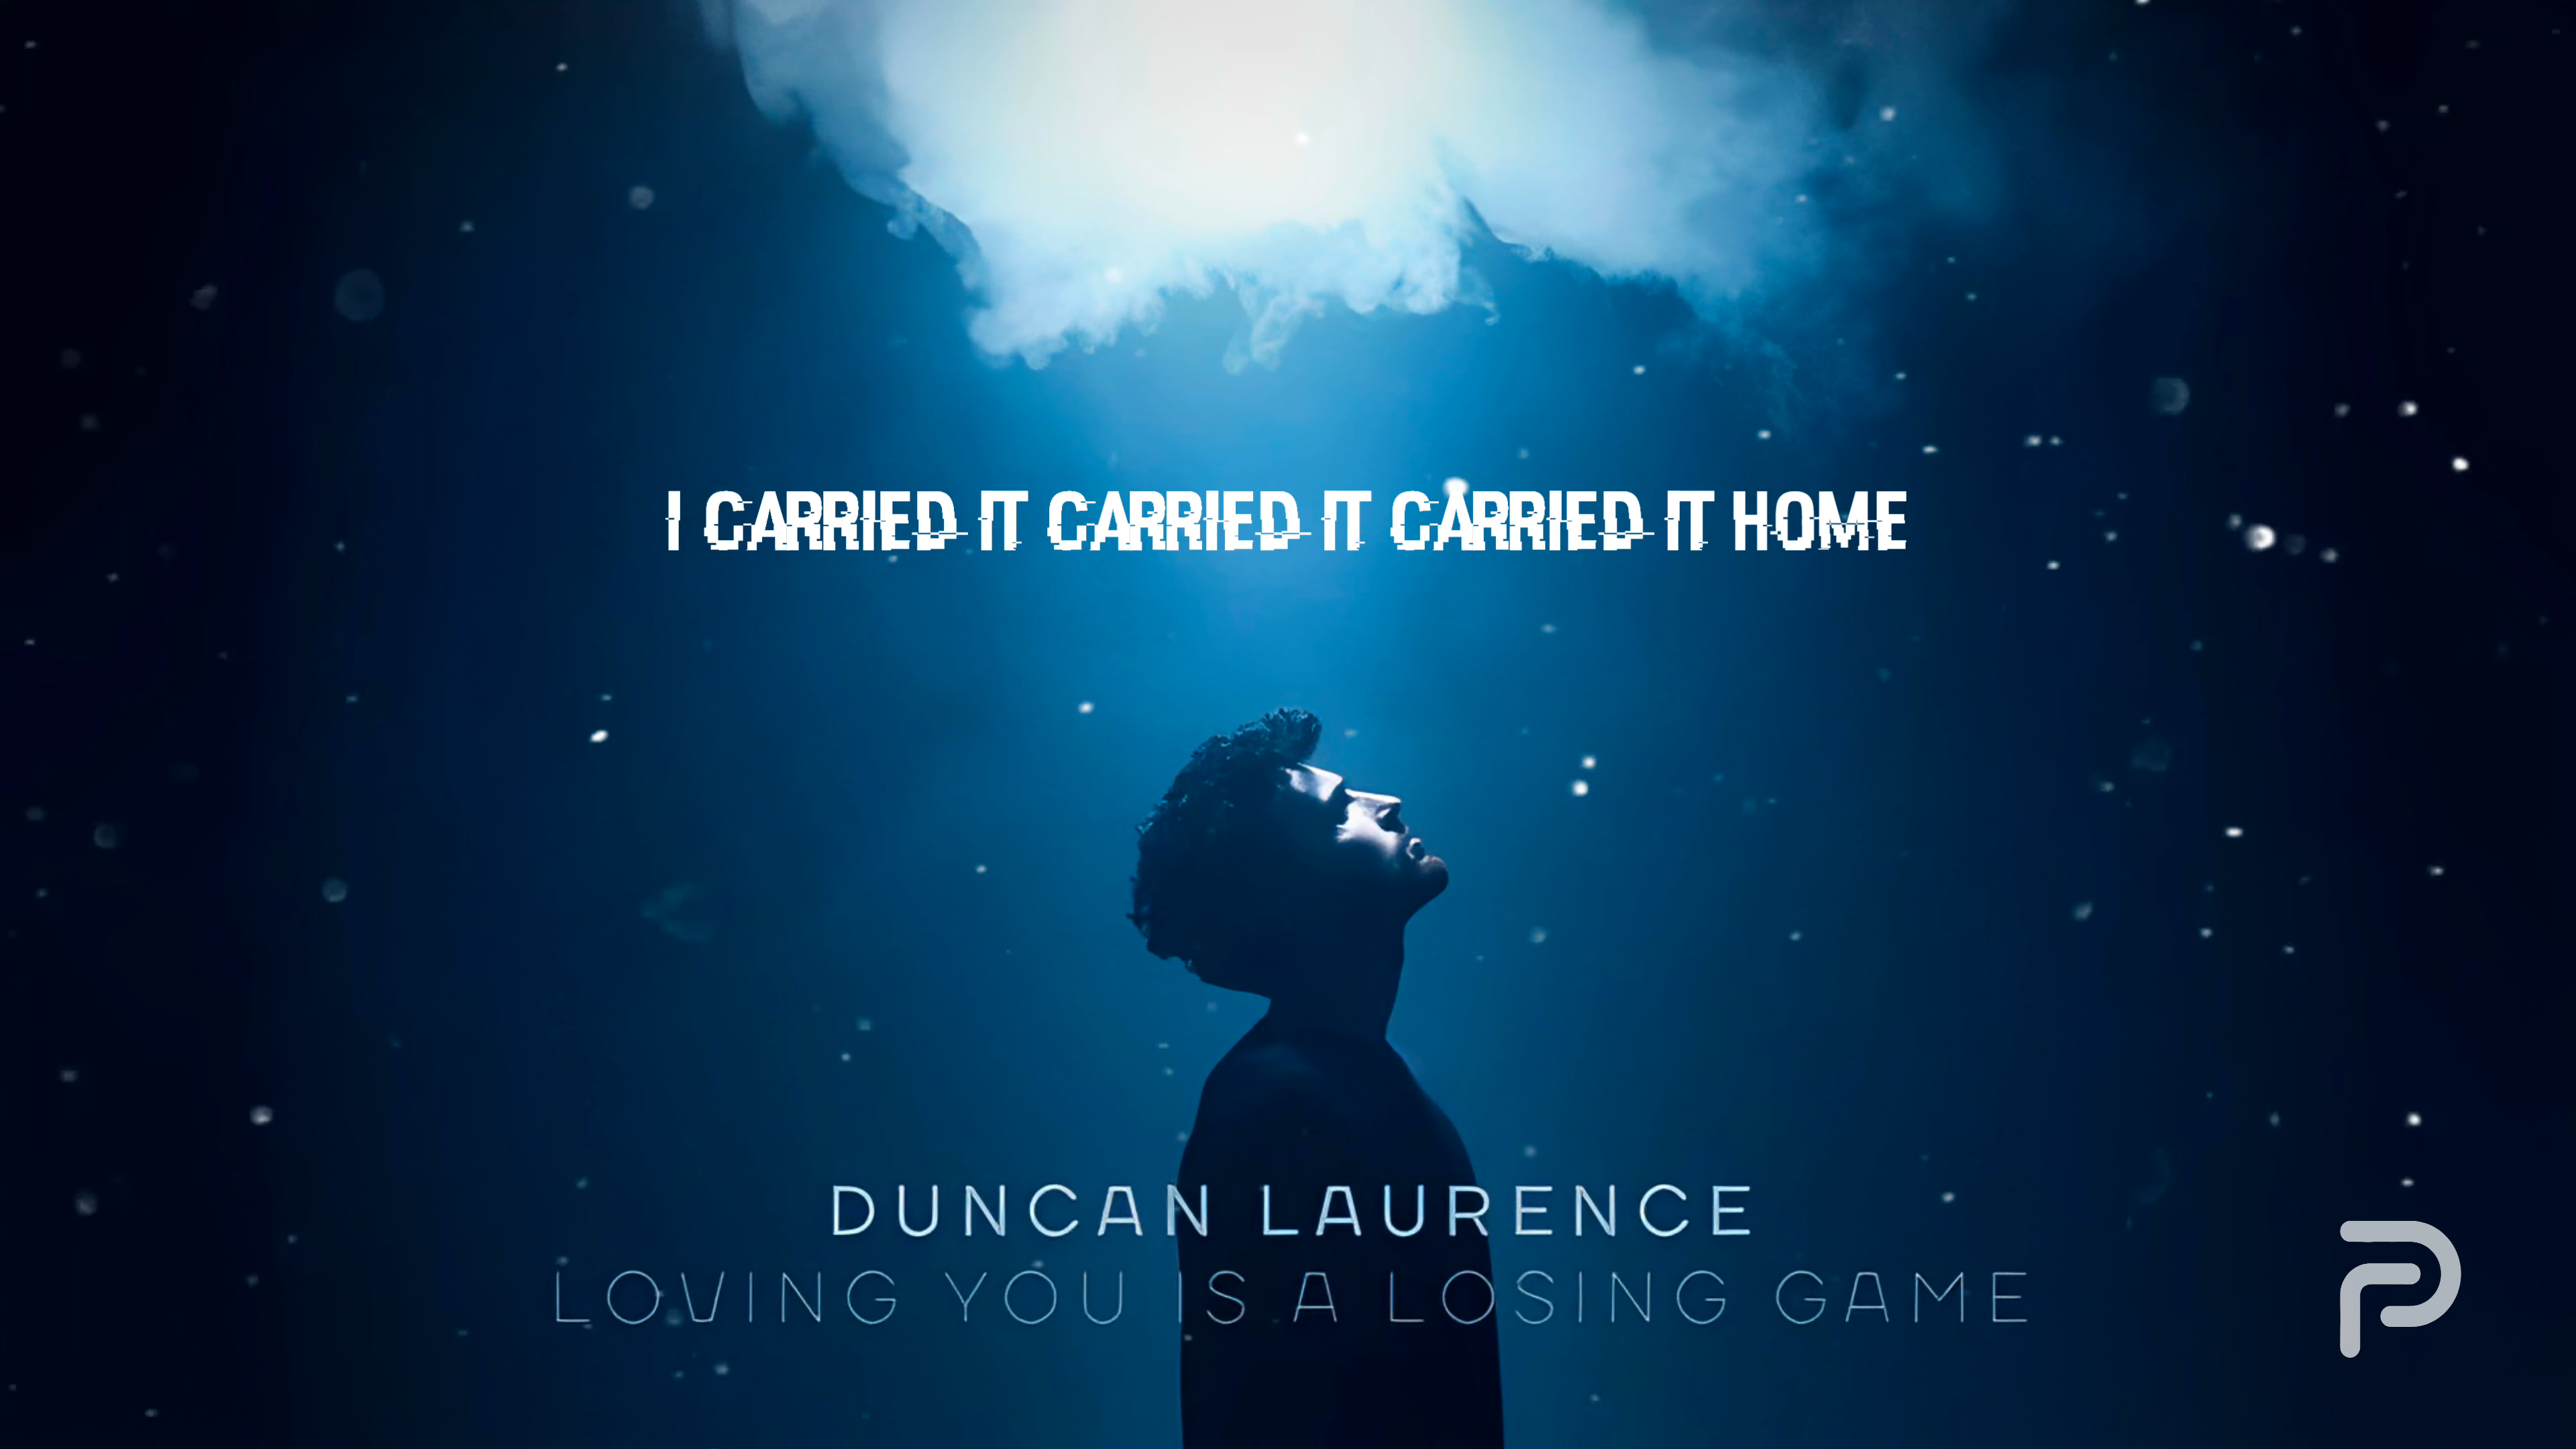 I CARRIED IT CARRIED IT CARRIED IT HOME
DUNCAN LAURENCE
LOVING YOU IS A LOSING GAME